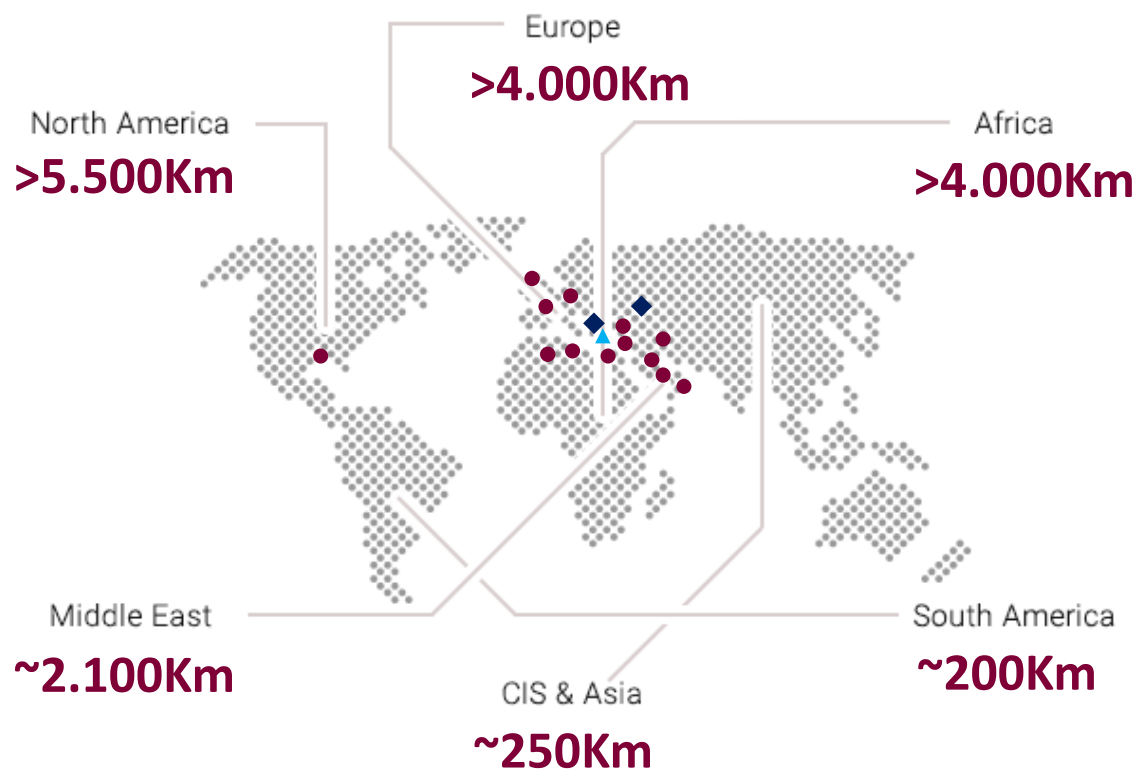 Europe
>4.000Km
North America
>5.500Km
Africa
>4.000Km
Middle East
~2.100Km
South America
~200Km
CIS & Asia
~250Km